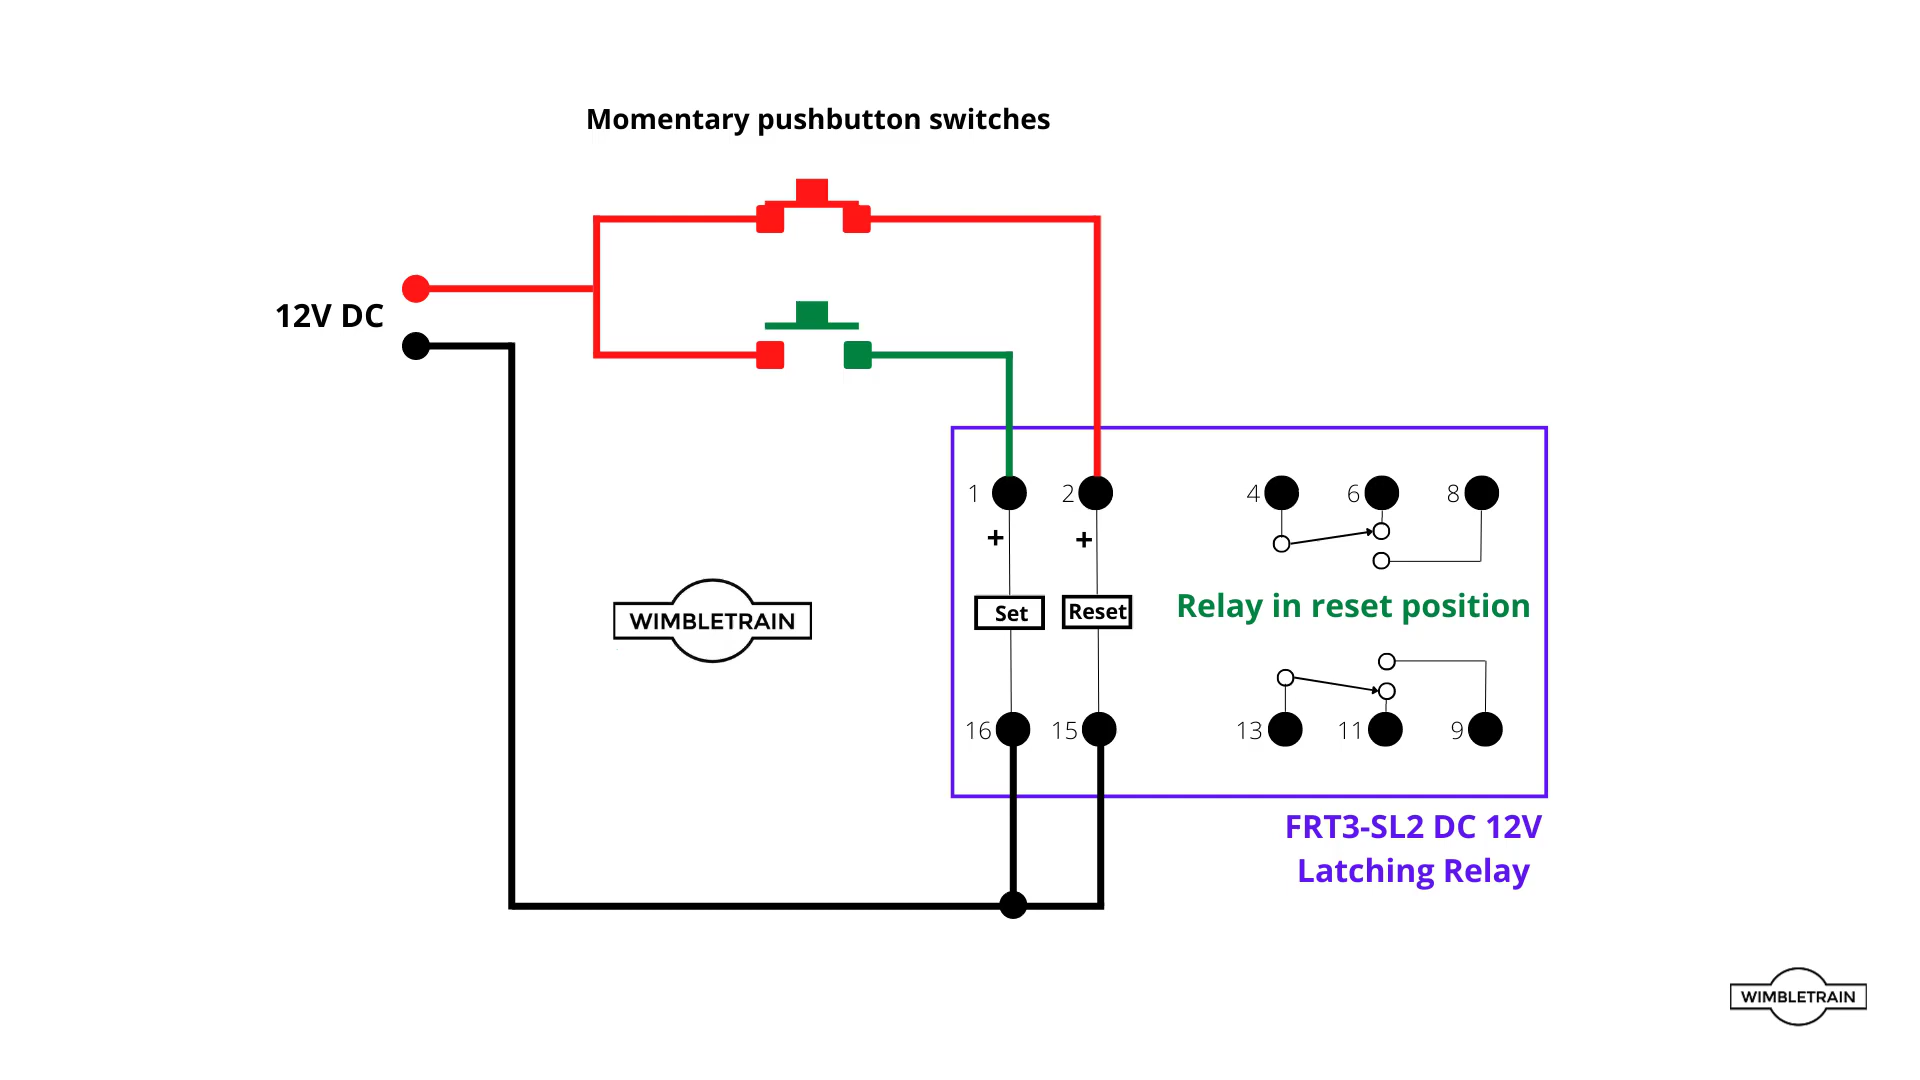 Momentary pushbutton switches
12V DC
1
2
4
6
8
+
+
Set
Reset
Relay in reset position
WIMBLETRAIN
16
15
13
11
9
FRT3-SL2 DC 12V
Latching Relay
WIMBLETRAIN